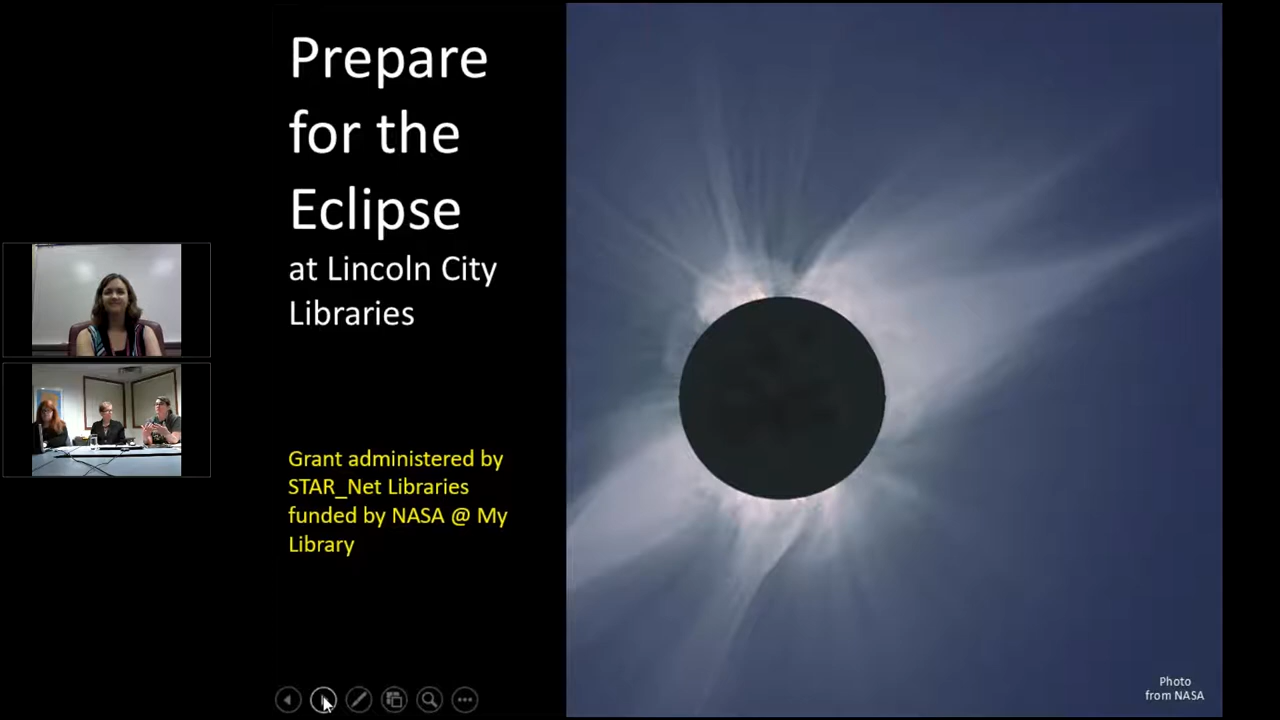 Prepare
for the
Eclipse
at Lincoln City
Libraries
Grant administered by
STAR_Net Libraries
funded by NASA @ My
Library
Photo
from NASA